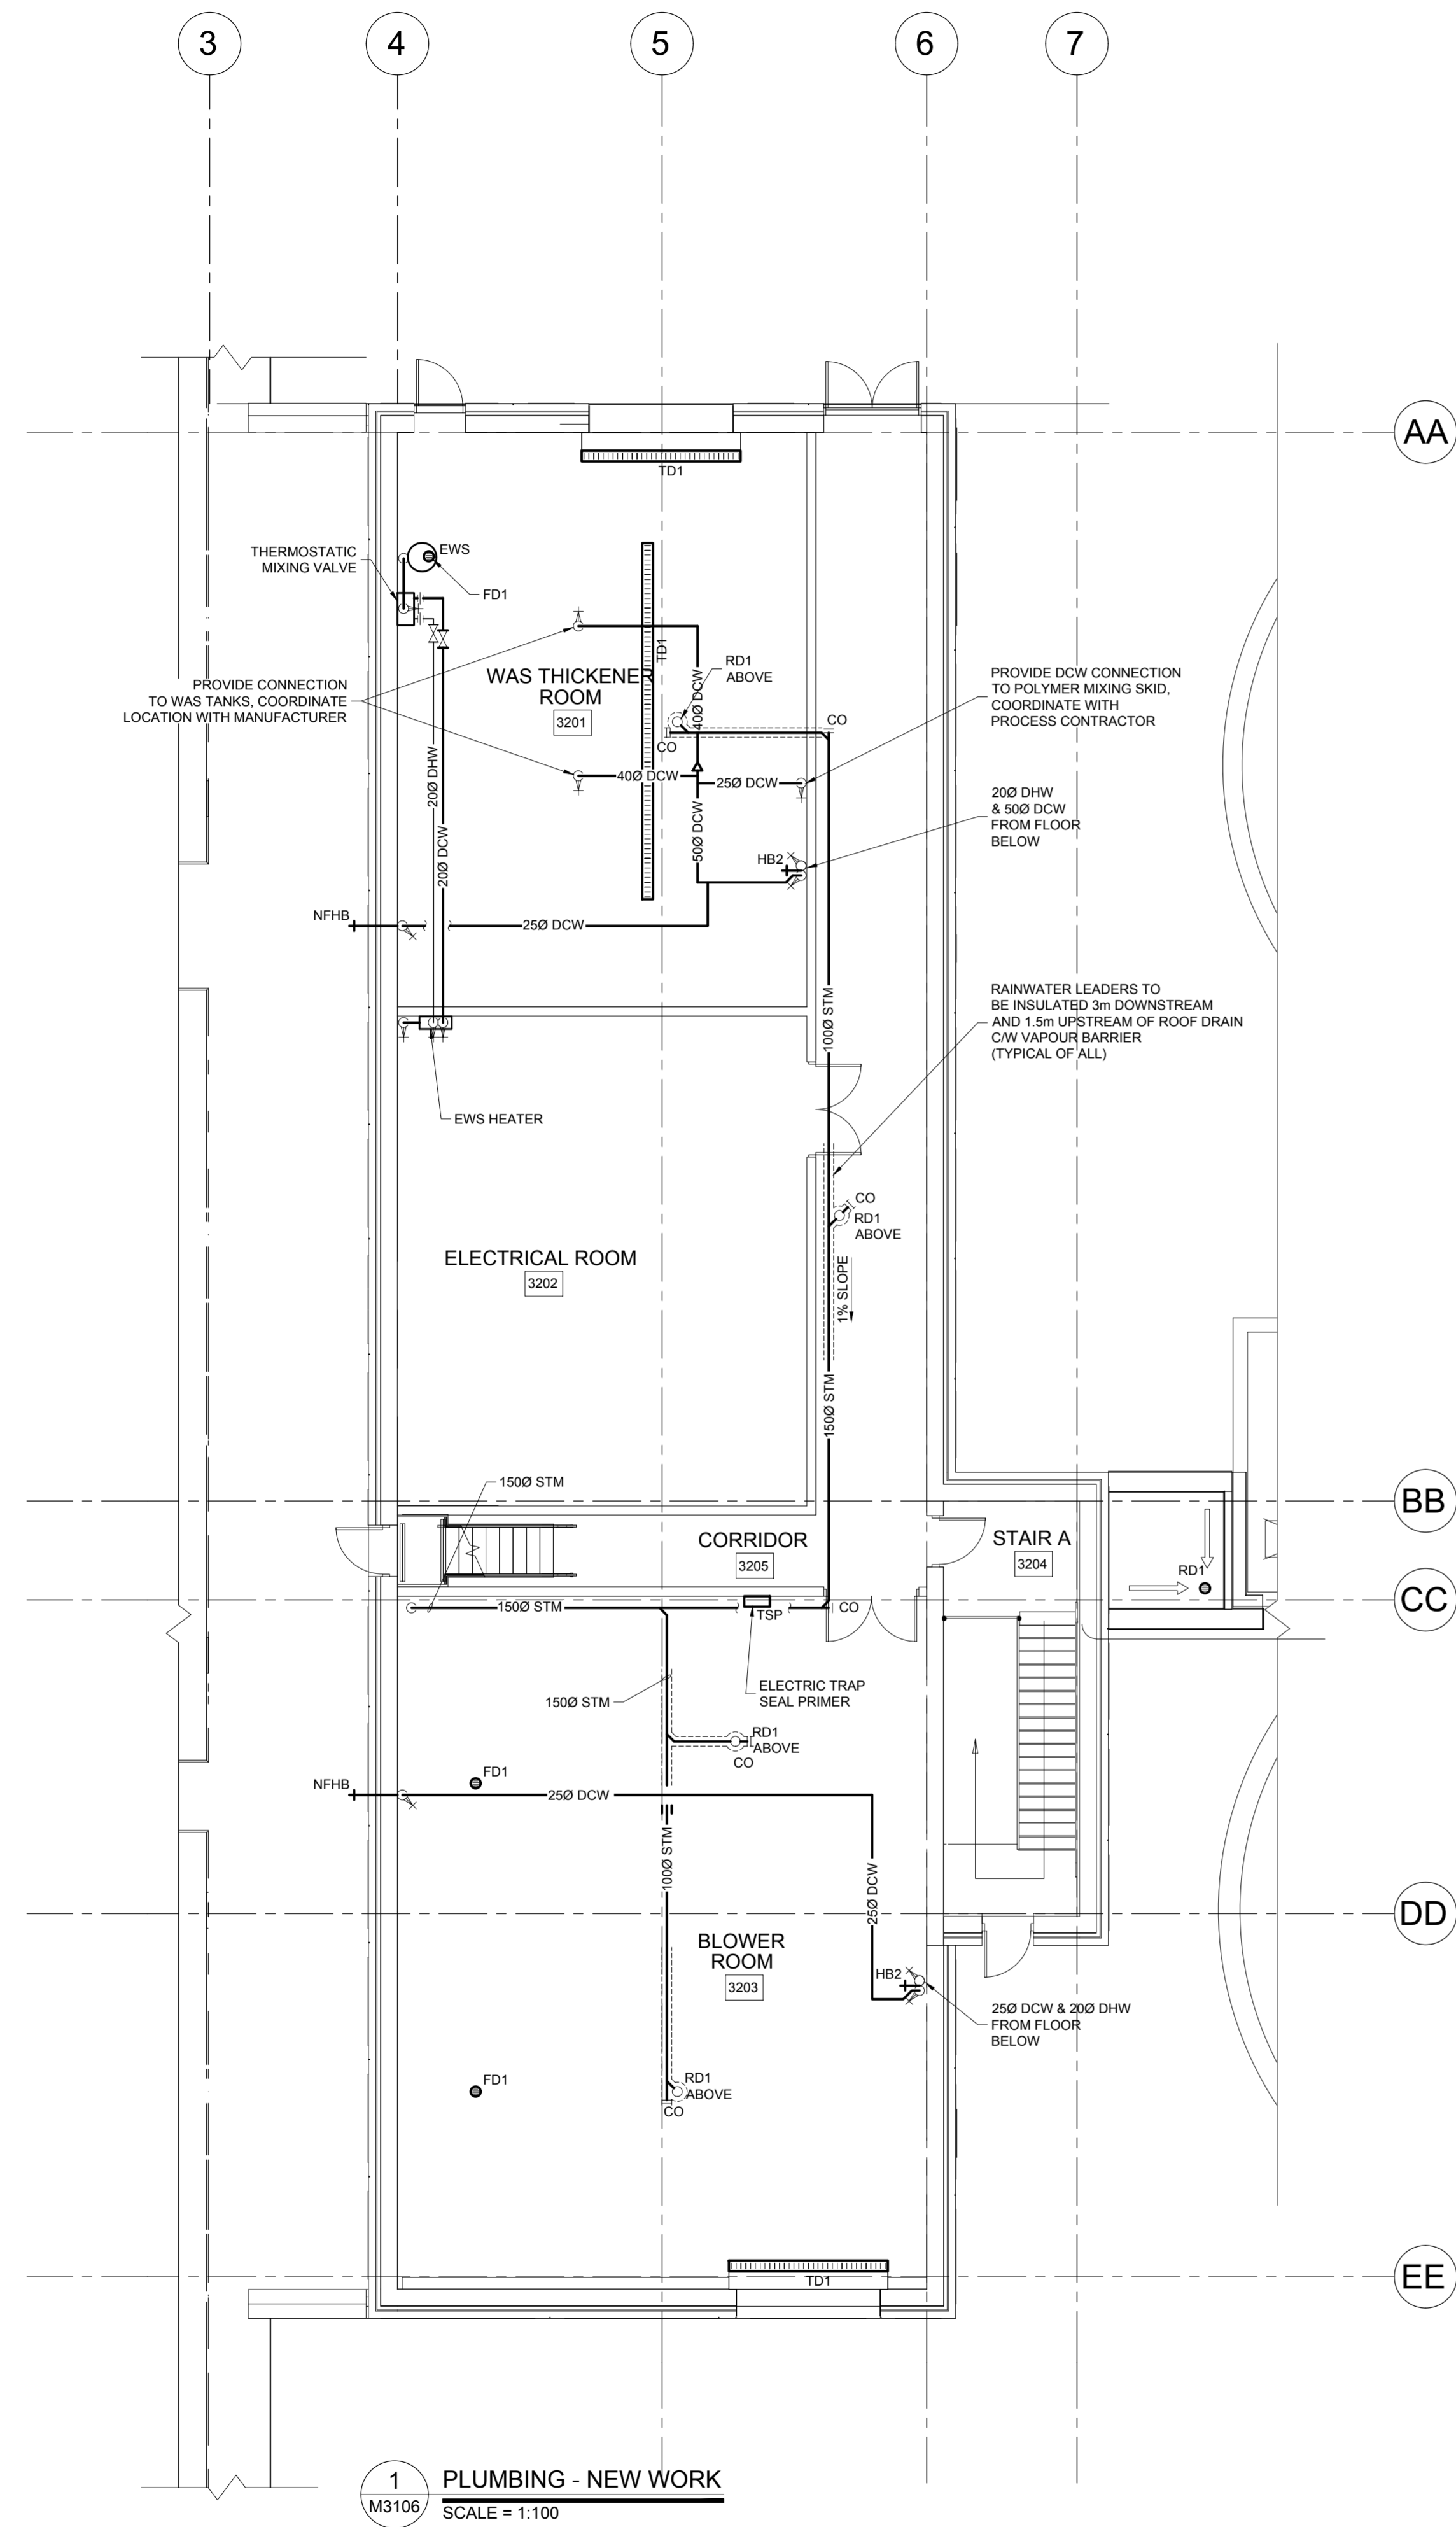 3
4
5
6
7
AA
TD1
THERMOSTATIC
MIXING VALVE
EWS
FD1
TD1
RD1
ABOVE
WAS THICKENER
ROOM
3201
40Ø DCW
PROVIDE CONNECTION
TO WAS TANKS, COORDINATE
LOCATION WITH MANUFACTURER
PROVIDE DCW CONNECTION
TO POLYMER MIXING SKID,
COORDINATE WITH
PROCESS CONTRACTOR
CO
CO
20Ø DHW
20Ø DCW
40Ø DCW
25Ø DCW
50Ø DCW
20Ø DHW
& 50Ø DCW
FROM FLOOR
BELOW
HB2
NFHB
25Ø DCW
100Ø STM
RAINWATER LEADERS TO
BE INSULATED 3m DOWNSTREAM
AND 1.5m UPSTREAM OF ROOF DRAIN
C/W VAPOUR BARRIER
(TYPICAL OF ALL)
EWS HEATER
CO
RD1
ABOVE
ELECTRICAL ROOM
3202
1% SLOPE
150Ø STM
150Ø STM
BB
CORRIDOR
3205
STAIR A
3204
RD1
CC
150Ø STM
TSP
CO
ELECTRIC TRAP
SEAL PRIMER
150Ø STM
RD1
ABOVE
CO
FD1
NFHB
25Ø DCW
100Ø STM
25Ø DCW
DD
BLOWER
ROOM
3203
HB2
25Ø DCW & 20Ø DHW
FROM FLOOR
BELOW
FD1
RD1
ABOVE
CO
TD1
EE
1
M3106
PLUMBING - NEW WORK
SCALE = 1:100